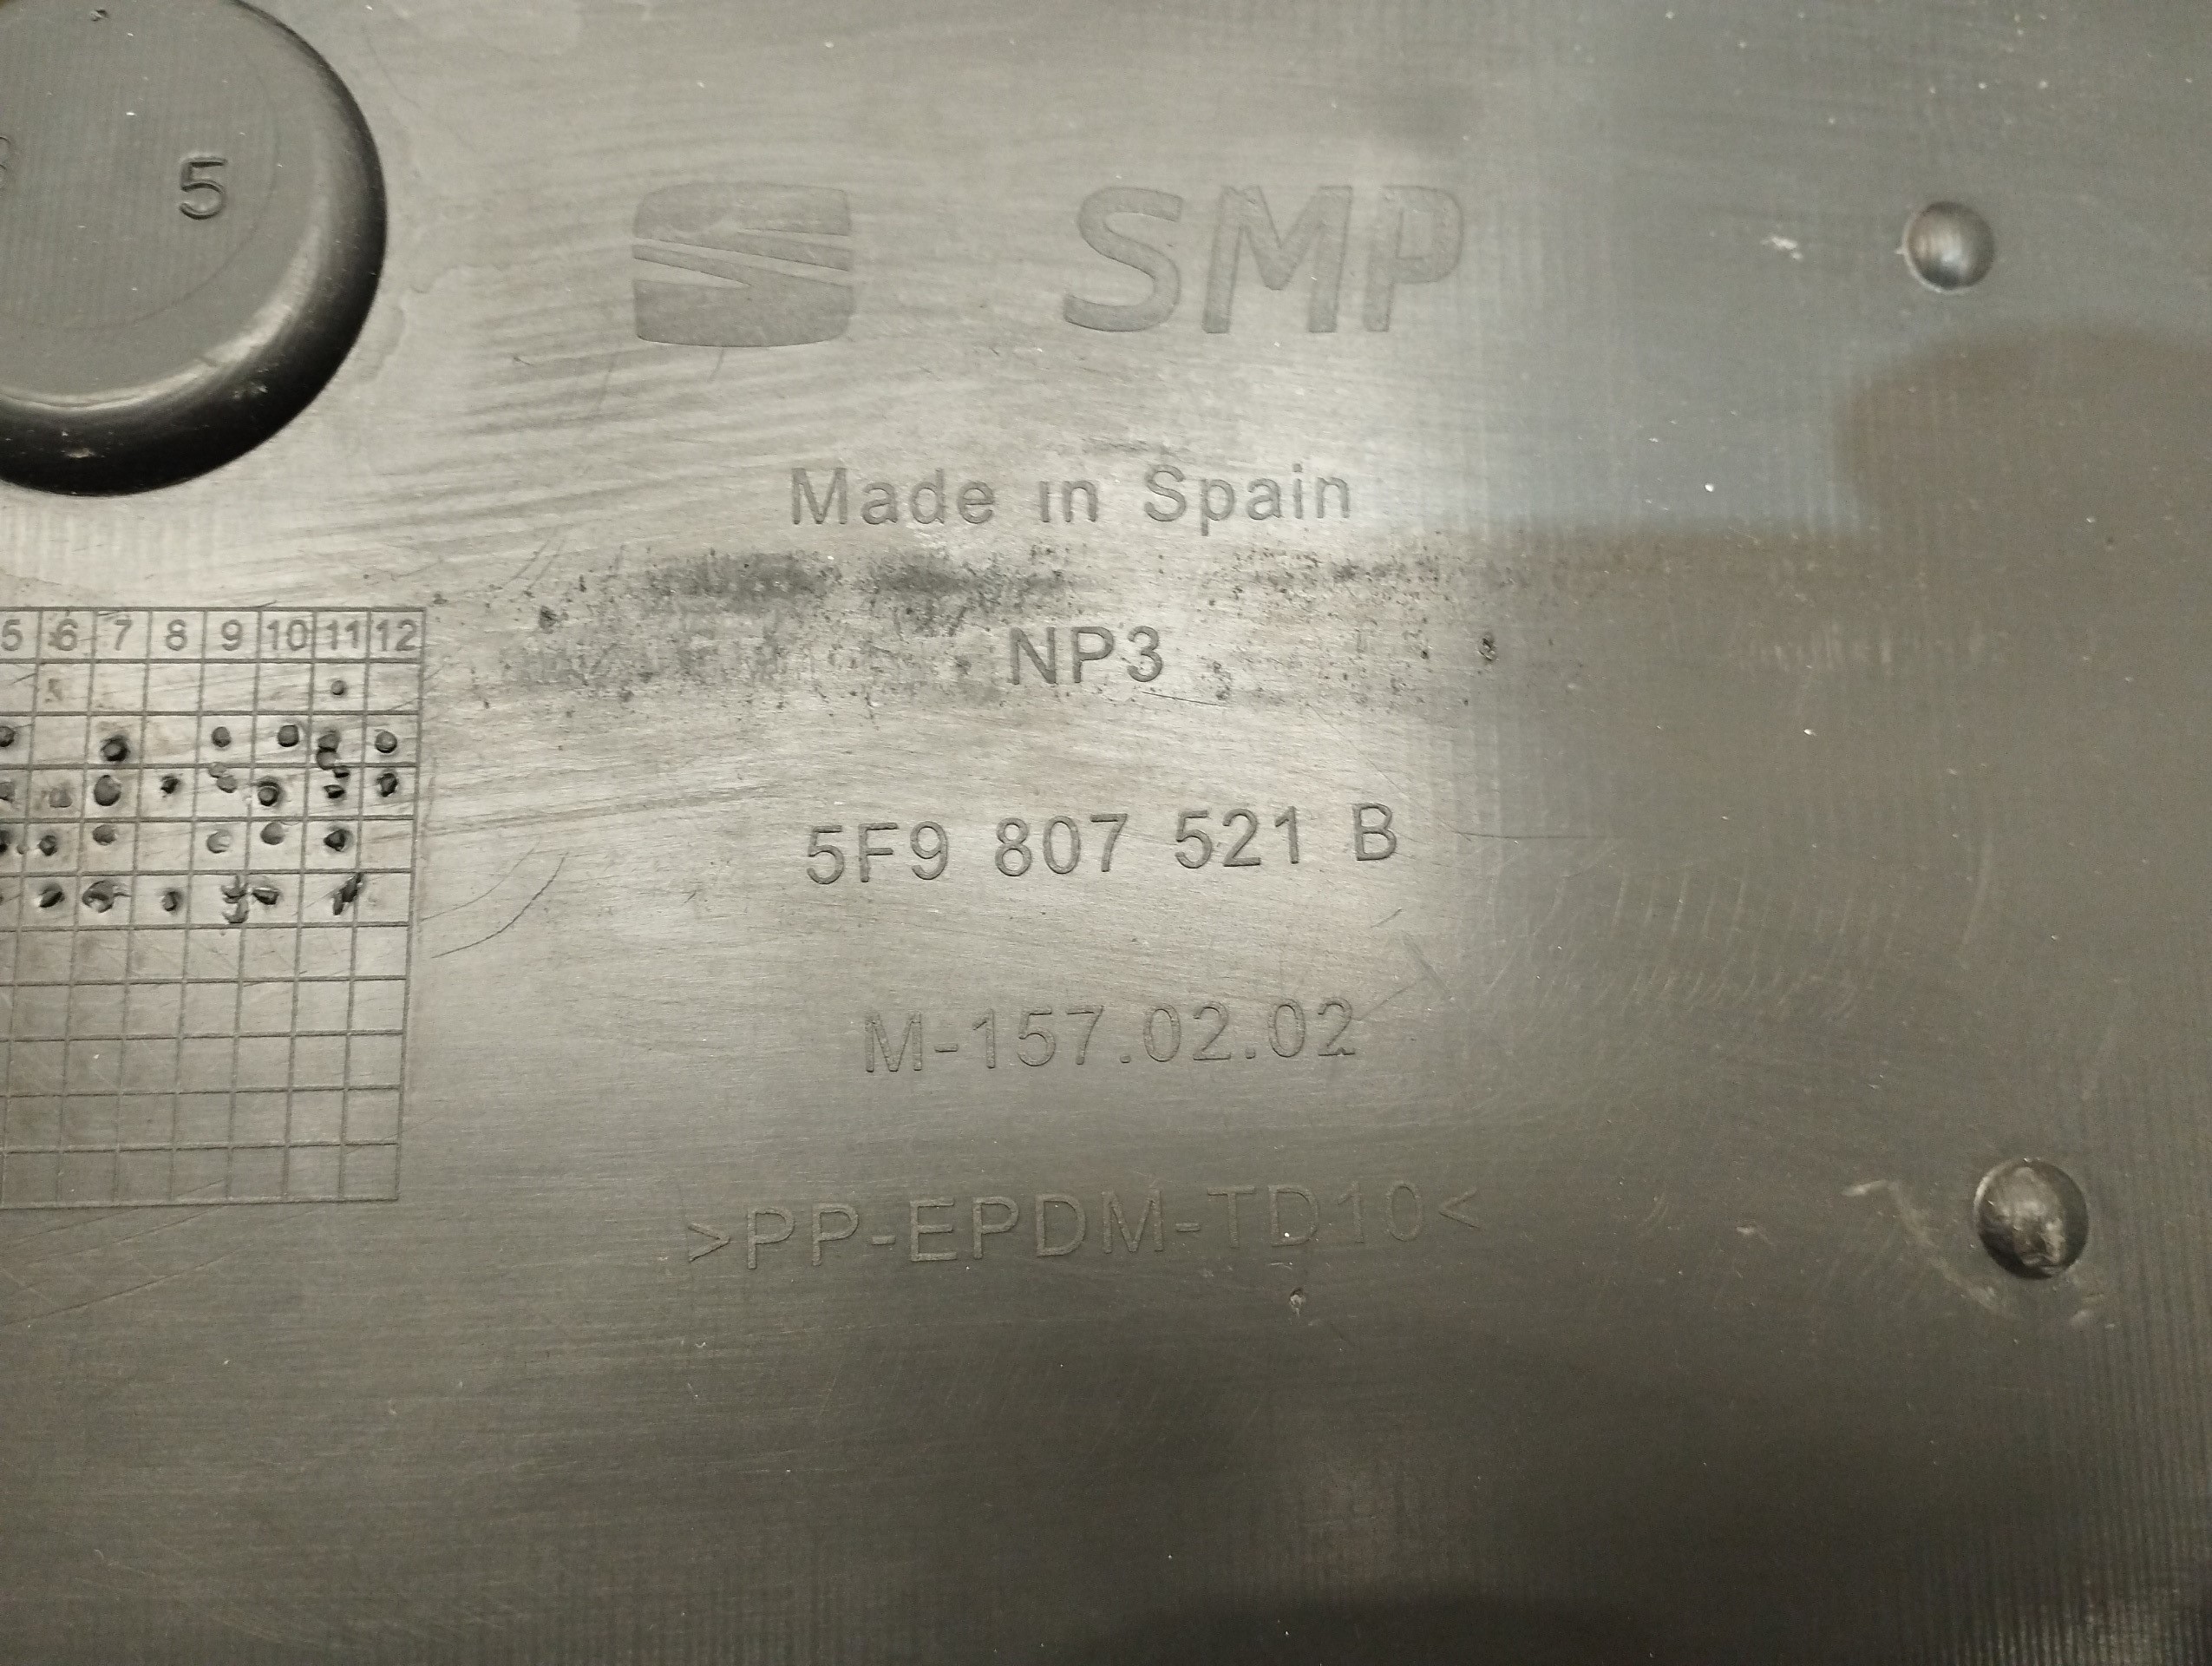 5
SMP
Made in Spain
NP3
5 6 7 8 9 10 11 12
5F9 807 521 B
M-157.02.02
>PP-EPDM-TD10<